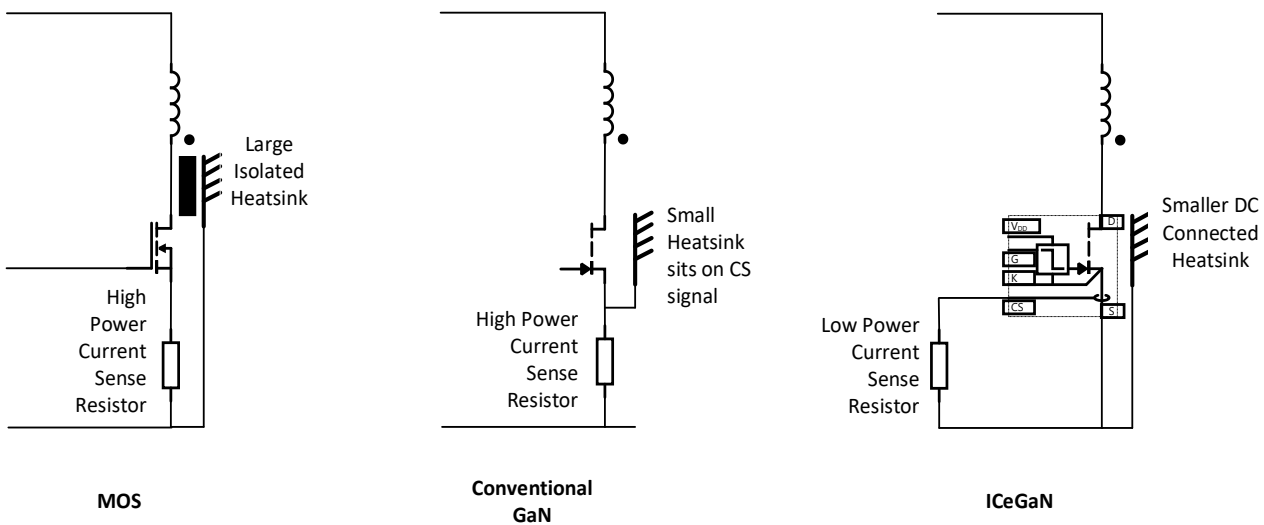 Large
Isolated
Heatsink
High
Power
Current
Sense
Resistor
MOS
Small
Heatsink
sits on CS
signal
High Power
Current
Sense
Resistor
Conventional
GaN
Smaller DC
Connected
Heatsink
VDD
D
G
K
CS
S
Low Power
Current
Sense
Resistor
ICeGaN